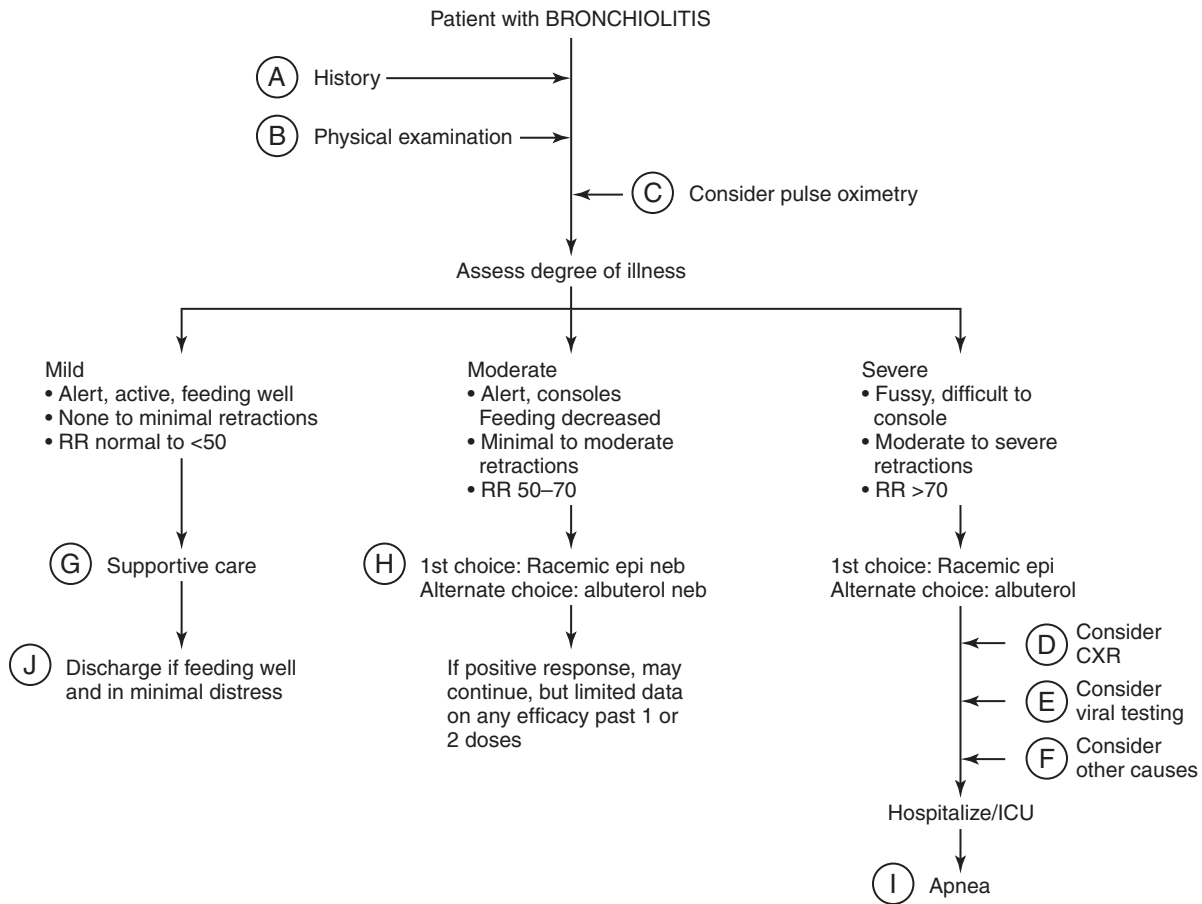 Patient with BRONCHIOLITIS
A History
B Physical examination
C Consider pulse oximetry
Assess degree of illness
Mild
• Alert, active, feeding well
• None to minimal retractions
• RR normal to <50
Moderate
• Alert, consoles
Feeding decreased
• Minimal to moderate
retractions
• RR 50–70
Severe
• Fussy, difficult to
console
• Moderate to severe
retractions
• RR >70
G Supportive care
H 1st choice: Racemic epi neb
Alternate choice: albuterol neb
1st choice: Racemic epi
Alternate choice: albuterol
J Discharge if feeding well
and in minimal distress
If positive response, may
continue, but limited data
on any efficacy past 1 or
2 doses
D Consider
CXR
E Consider
viral testing
F Consider
other causes
Hospitalize/ICU
I Apnea